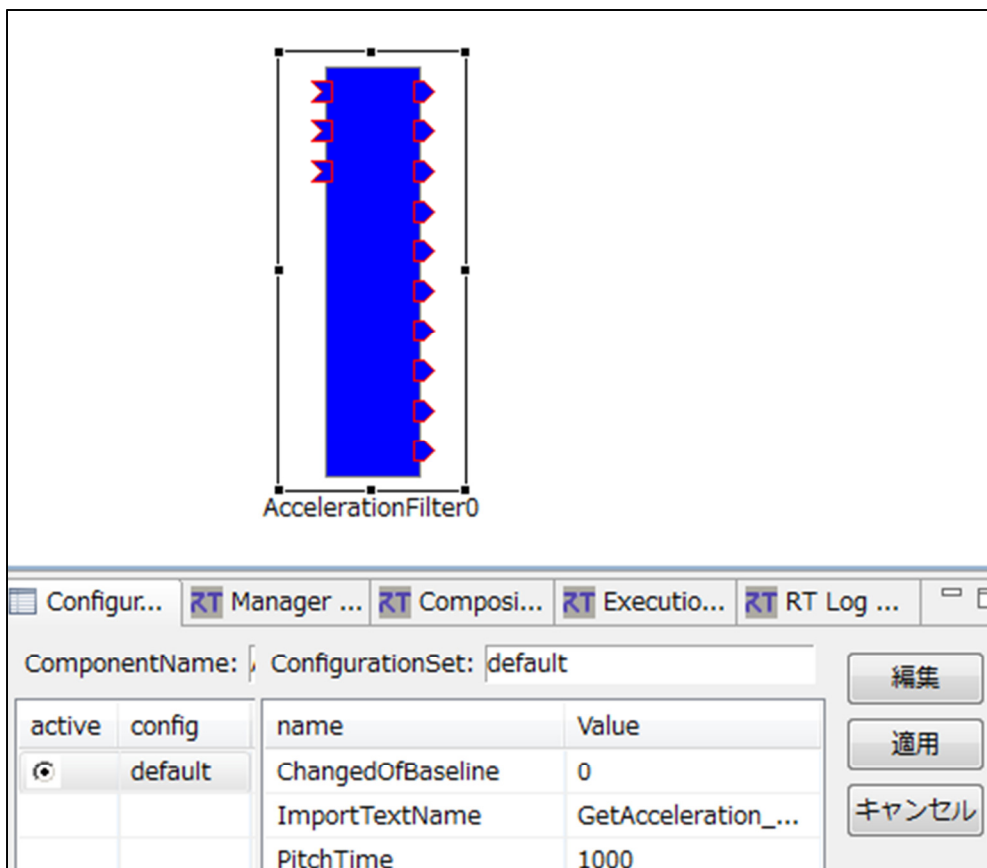 AccelerationFilter0
Configur... RT Manager ... RT Composi... RT Executio... RT RT Log ...
ComponentName: ConfigurationSet: default
編集
active config name Value
適用
default ChangedOfBaseline 0
キャンセル
ImportTextName GetAcceleration_...
PitchTime 1000